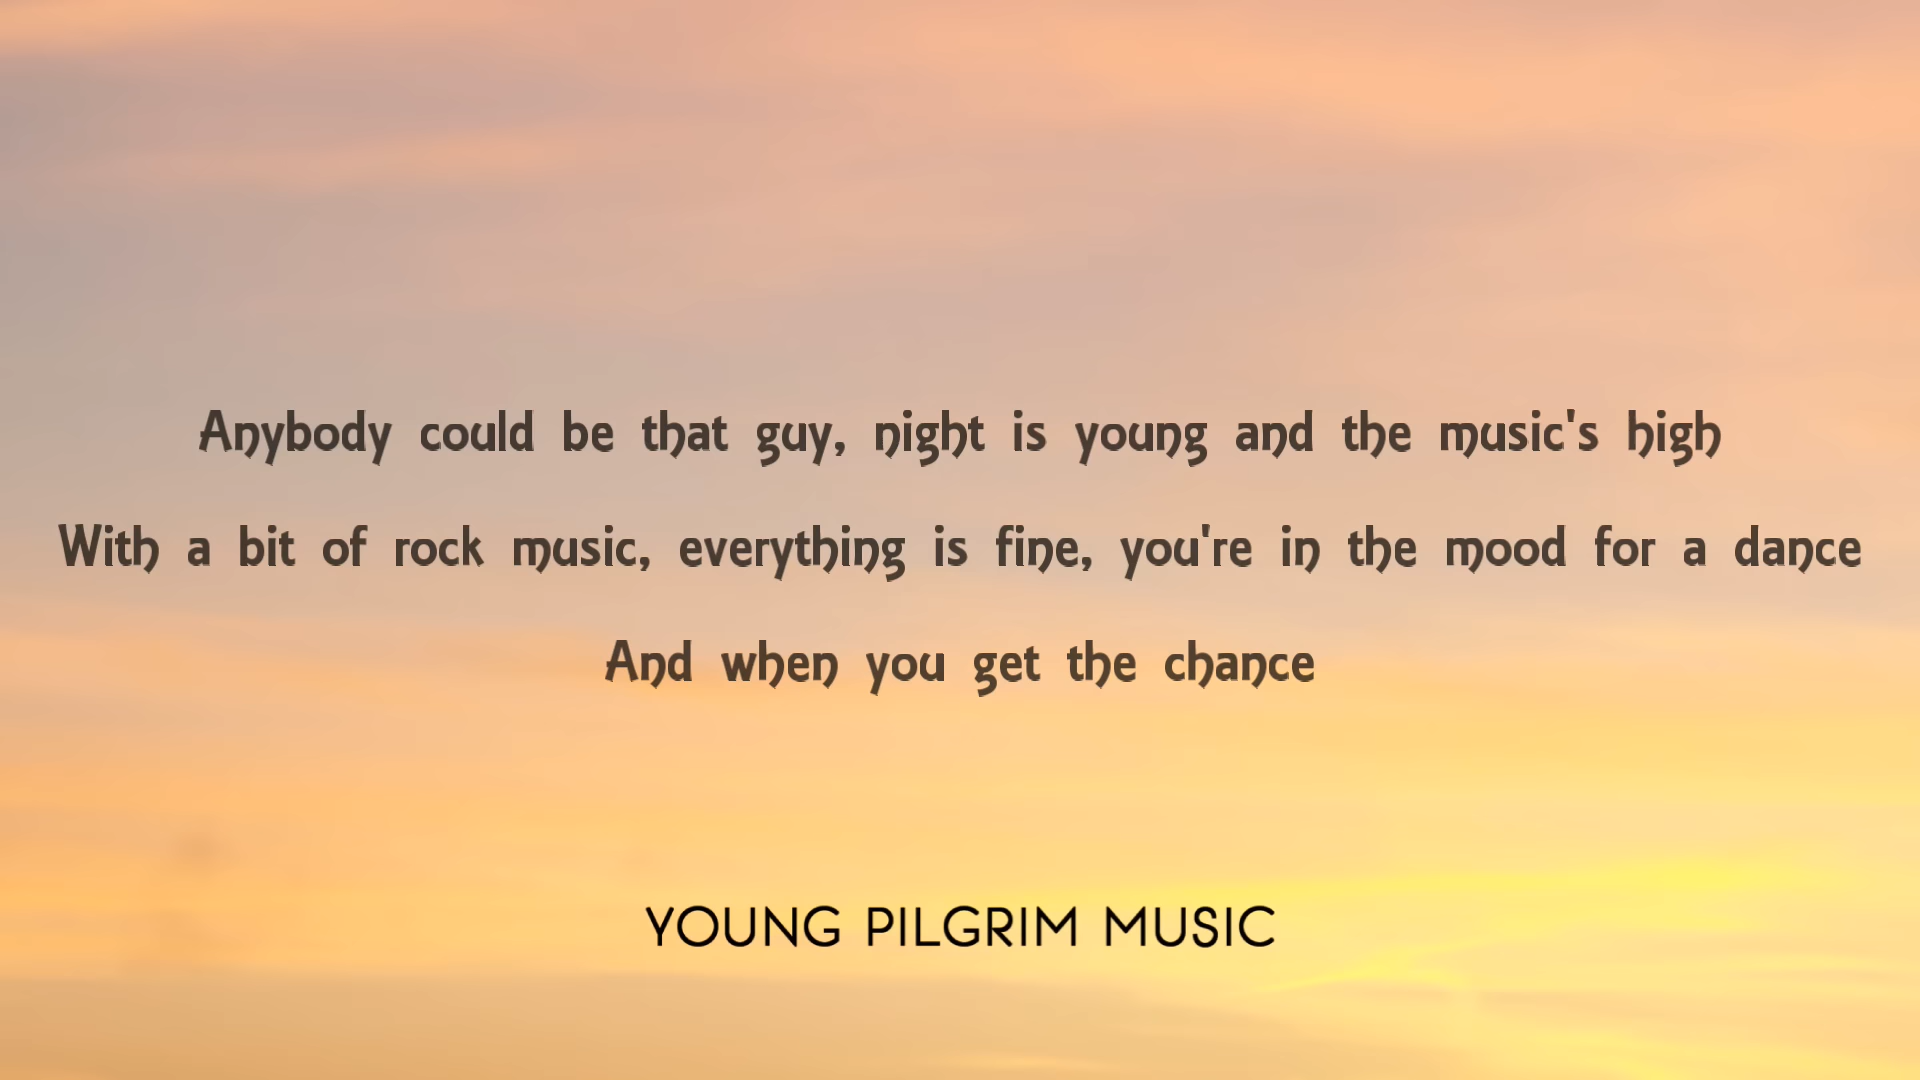 Anybody could be that guy, night is young and the music's high
With a bit of rock music, everything is fine, you're in the mood for a dance
And when you get the chance
YOUNG PILGRIM MUSIC